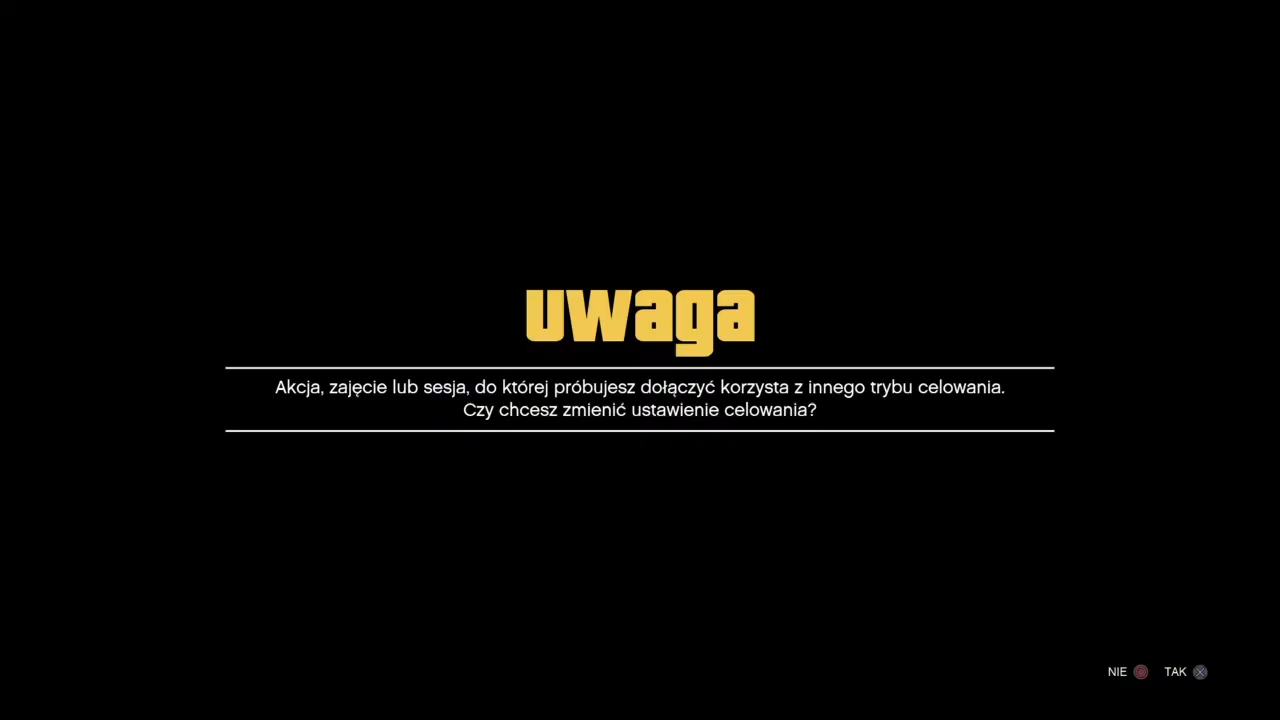 uwaga
Akcja, zajęcie lub sesja, do której próbujesz dołączyć korzysta z innego trybu celowania.
Czy chcesz zmienić ustawienie celowania?
NIE TAK